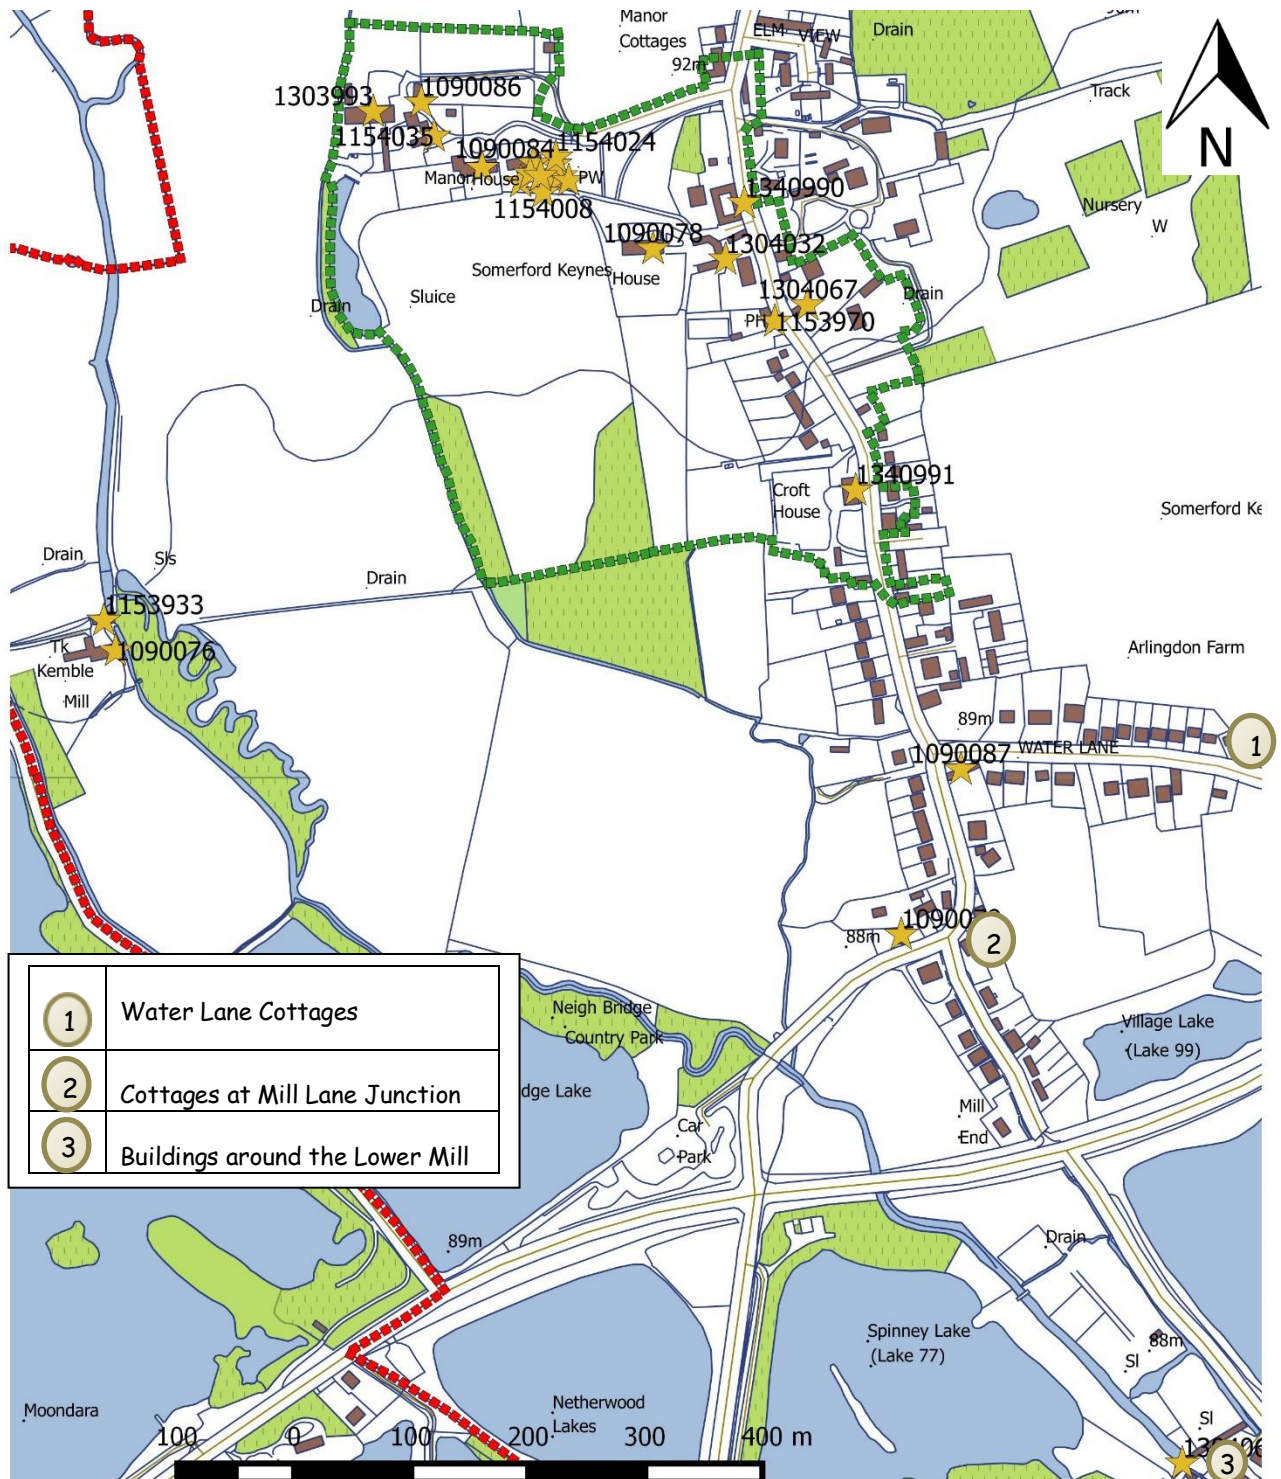 Manor
Cottages
ELM VIEW
Drain
92m
Track
N
1303993
1090086
1154035
1154024
1090084
Manor House
PW
1154008
1340990
Nursery
W
1090078
1304032
Somerford Keynes
House
Sluice
Drain
1304067
Drain
PH
1153970
1340991
Croft
House
Somerford Ke
Drain
Sls
Drain
1153933
Tk
1090076
Kemble
Mill
Arlingdon Farm
89m
1090087
WATER LANE
1
88m
2
1 Water Lane Cottages
2 Cottages at Mill Lane Junction
3 Buildings around the Lower Mill
Neigh Bridge
Country Park
dge Lake
Village Lake
(Lake 99)
Car
Park
Mill
End
89m
Drain
Spinney Lake
(Lake 77)
88m
Sl
Moondara
Netherwood
Lakes
Sl
3
100 0 100 200 300 400 m